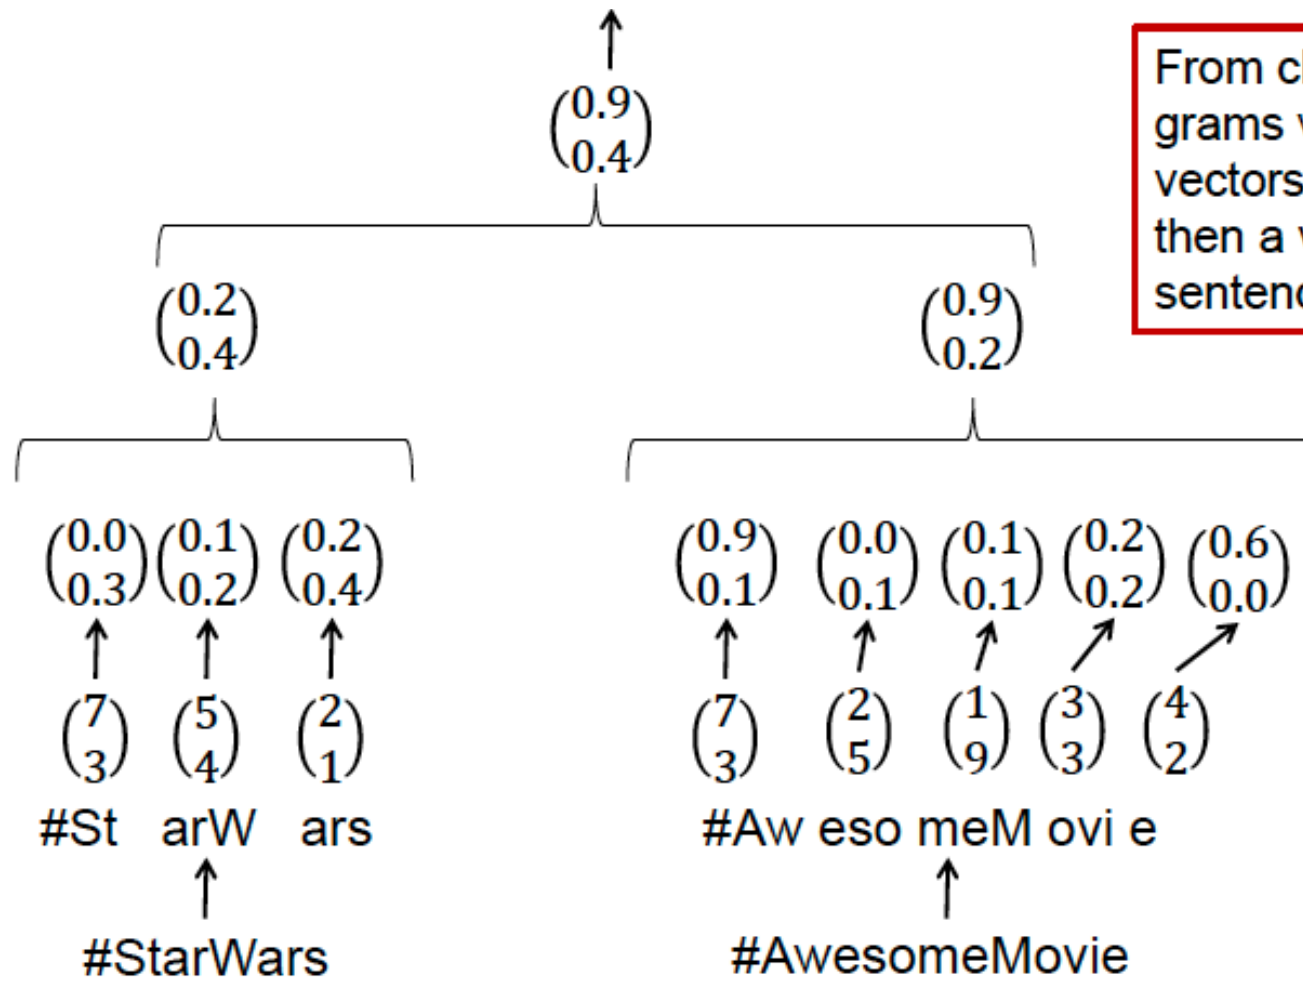 (0.9 0.4)
From
grams
vectors
then a
(0.2 0.4) (0.9 0.2)
(0.0 0.3) (0.1 0.2) (0.2 0.4) (0.9 0.1) (0.0 0.1) (0.1 0.1) (0.2 0.2) (0.6 0.0)
(7 3) (5 4) (2 1) (7 3) (2 5) (1 9) (3 3) (4 2)
#St arW ars #Aw eso meM ovi e
#StarWars #AwesomeMovie